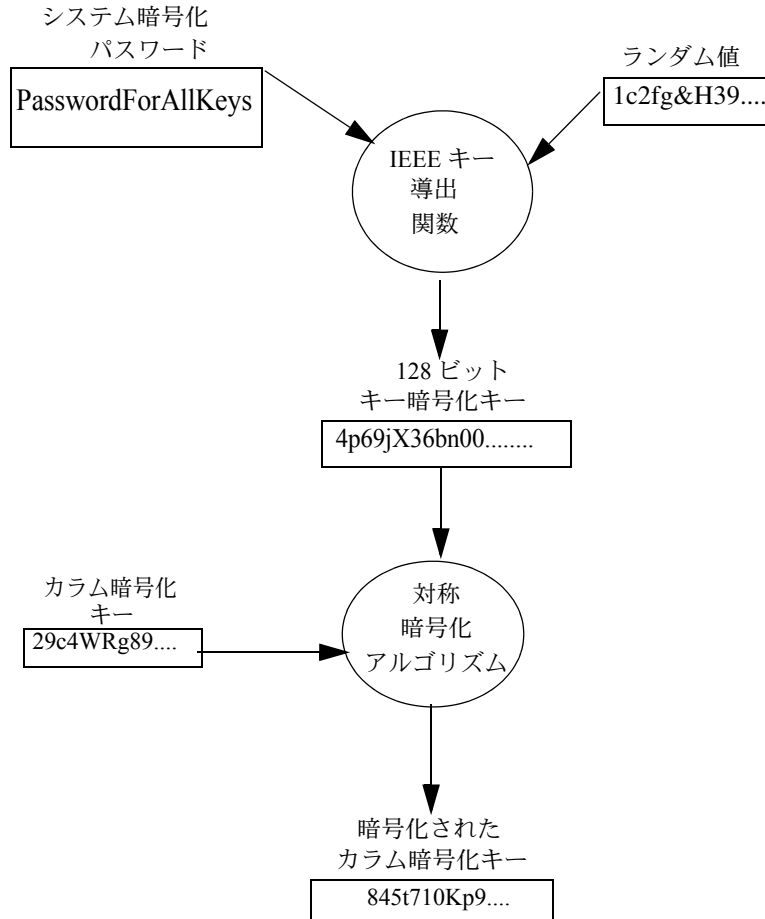 システム暗号化
パスワード
PasswordForAllKeys
ランダム値
1c2fg&H39....
IEEE キー
導出
関数
128 ビット
キー暗号化キー
4p69jX36bn00........
カラム暗号化
キー
29c4WRg89....
対称
暗号化
アルゴリズム
暗号化された
カラム暗号化キー
845t710Kp9....